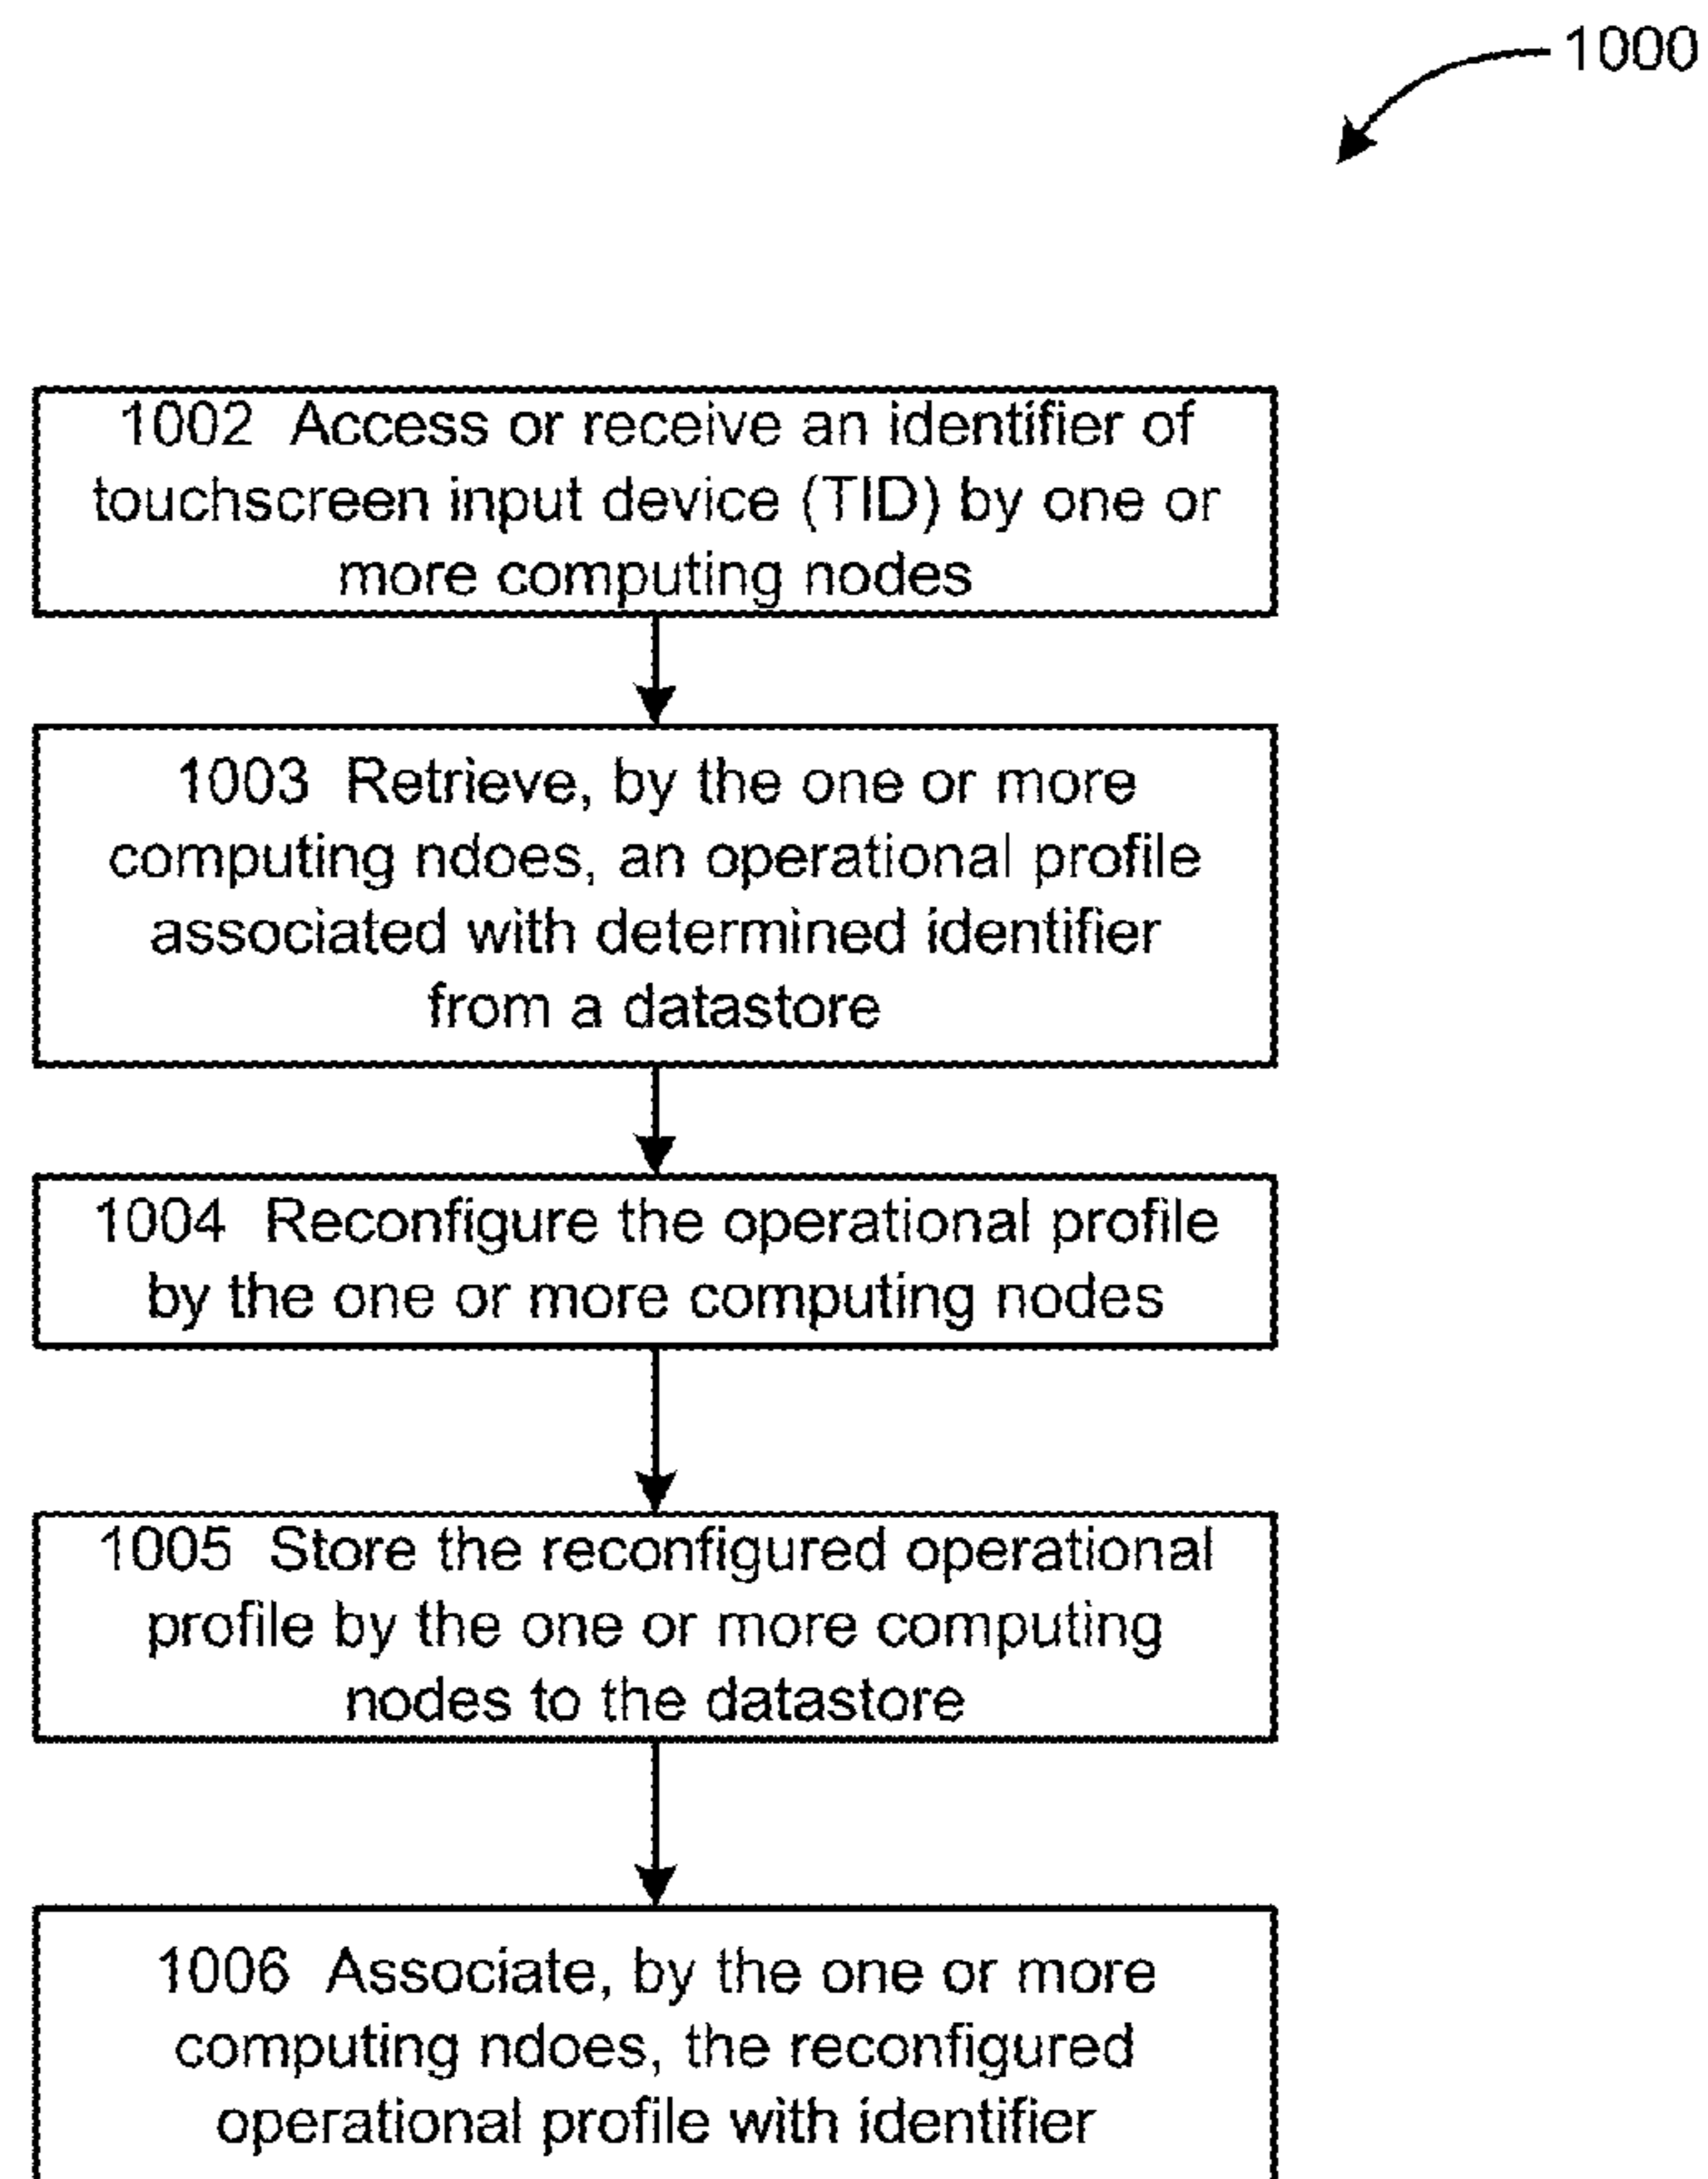 1000
1002 Access or receive an identifier of
touchscreen input device (TID) by one or
more computing nodes
1003 Retrieve, by the one or more
computing ndoes, an operational profile
associated with determined identifier
from a datastore
1004 Reconfigure the operational profile
by the one or more computing nodes
1005 Store the reconfigured operational
profile by the one or more computing
nodes to the datastore
1006 Associate, by the one or more
computing ndoes, the reconfigured
operational profile with identifier